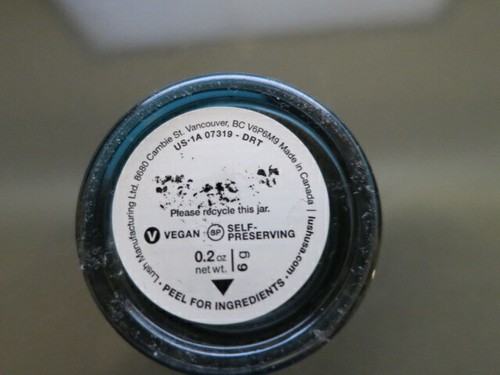 Lush Manufacturing Ltd. 8680 Cambie St. Vancouver, BC V6P6M9 Made in Canada | lushusa.com •
US-1A 07319 - DRT
Please recycle this jar.
V VEGAN SP SELF-
PRESERVING
0.2 oz
net wt.
6 g
PEEL FOR INGREDIENTS •